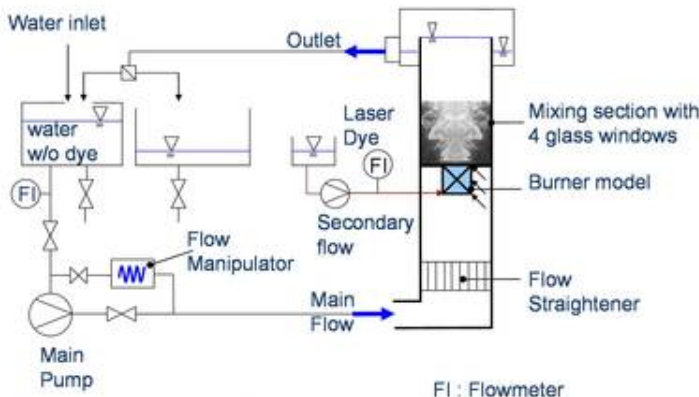 Water inlet
Outlet
water
w/o dye
FI
Laser
Dye
FI
Mixing section with
4 glass windows
Burner model
Secondary
flow
Flow
Manipulator
Flow
Straightener
Main
Flow
Main
Pump
FI : Flowmeter